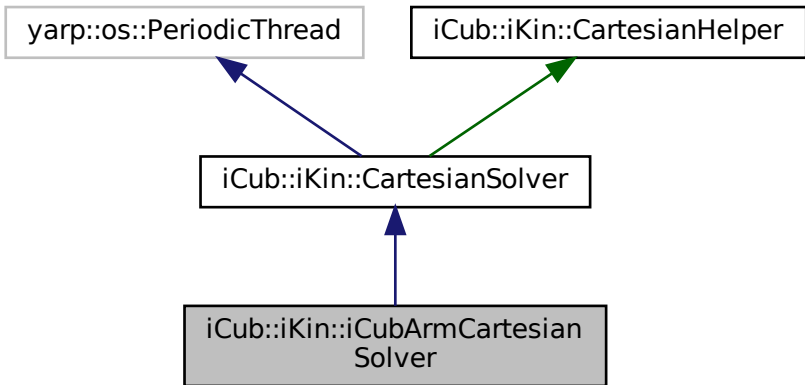 yarp::os::PeriodicThread
iCub::iKin::CartesianHelper
iCub::iKin::CartesianSolver
iCub::iKin::iCubArmCartesian
Solver